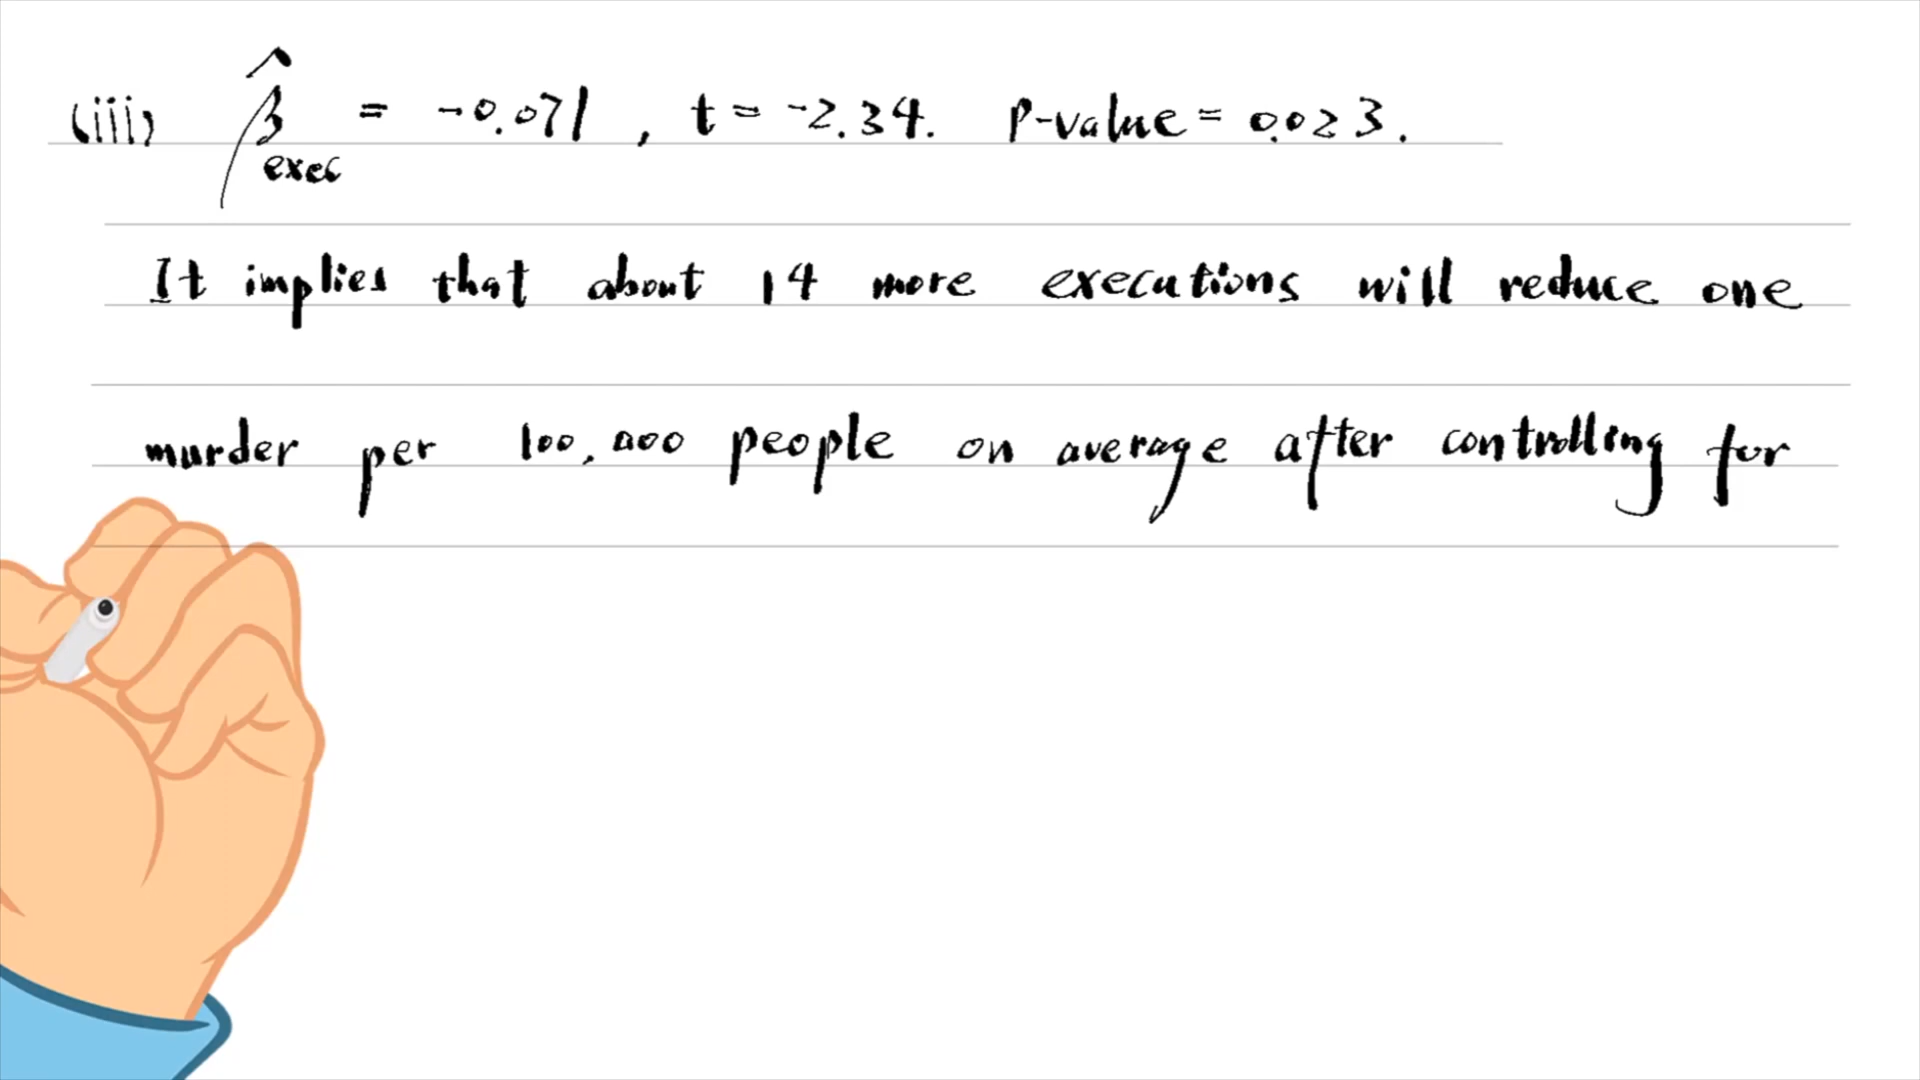 (iii) β̂exec = -0.071, t = -2.34. P-value = 0.023.
It implies that about 14 more executions will reduce one
murder per 100,000 people on average after controlling for